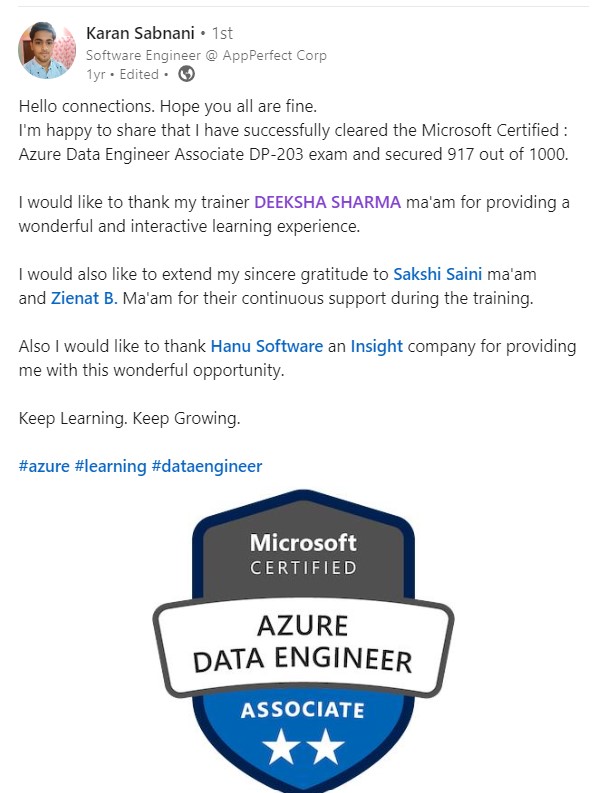 Karan Sabnani • 1st
Software Engineer @ AppPerfect Corp
1yr • Edited •
Hello connections. Hope you all are fine.
I'm happy to share that I have successfully cleared the Microsoft Certified :
Azure Data Engineer Associate DP-203 exam and secured 917 out of 1000.
I would like to thank my trainer DEEKSHA SHARMA ma'am for providing a
wonderful and interactive learning experience.
I would also like to extend my sincere gratitude to Sakshi Saini ma'am
and Zienat B. Ma'am for their continuous support during the training.
Also I would like to thank Hanu Software an Insight company for providing
me with this wonderful opportunity.
Keep Learning. Keep Growing.
#azure #learning #dataengineer
Microsoft
CERTIFIED
AZURE
DATA ENGINEER
ASSOCIATE